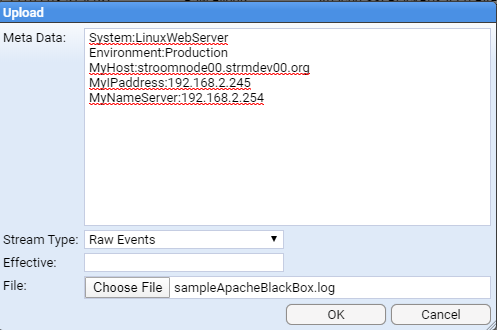 Upload
Meta Data:
System:LinuxWebServer
Environment:Production
MyHost:stroomnode00.strmdev00.org
MyIPaddress:192.168.2.245
MyNameServer:192.168.2.254
Stream Type: Raw Events
Effective:
File: Choose File sampleApacheBlackBox.log
OK Cancel